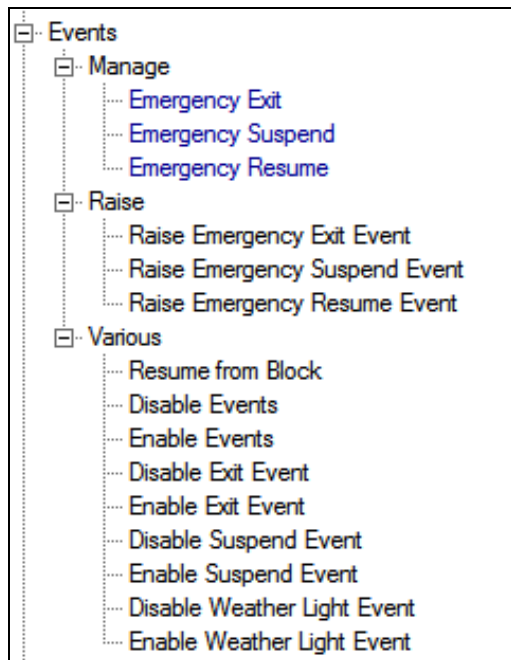 Events
Manage
Emergency Exit
Emergency Suspend
Emergency Resume
Raise
Raise Emergency Exit Event
Raise Emergency Suspend Event
Raise Emergency Resume Event
Various
Resume from Block
Disable Events
Enable Events
Disable Exit Event
Enable Exit Event
Disable Suspend Event
Enable Suspend Event
Disable Weather Light Event
Enable Weather Light Event